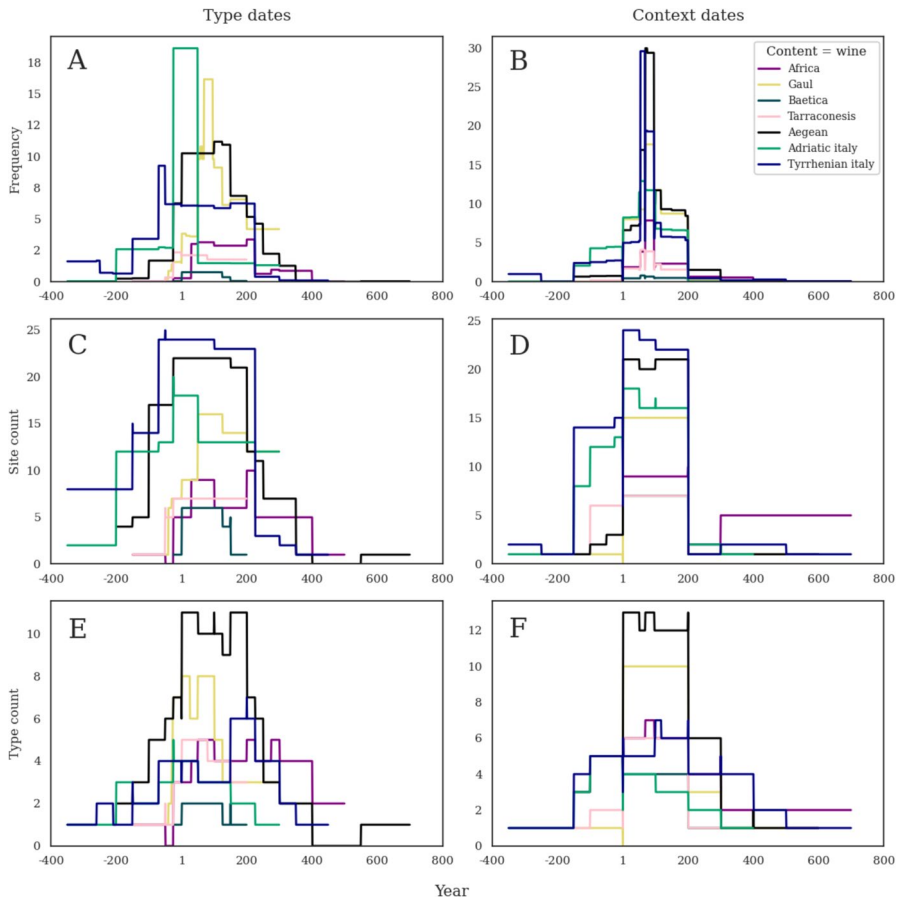 Type dates
Context dates
A
Frequency
18
15
12
10
8
5
2
0
-400 -200 1 200 400 600 800
B
30
25
20
15
10
5
0
-400 -200 1 200 400 600 800
Content = wine
Africa
Gaul
Baetica
Tarraconesis
Aegean
Adriatic italy
Tyrrhenian italy
C
Site count
25
20
15
10
5
0
-400 -200 1 200 400 600 800
D
25
20
15
10
5
0
-400 -200 1 200 400 600 800
E
Type count
10
8
6
4
2
0
-400 -200 1 200 400 600 800
F
12
10
8
6
4
2
0
-400 -200 1 200 400 600 800
Year